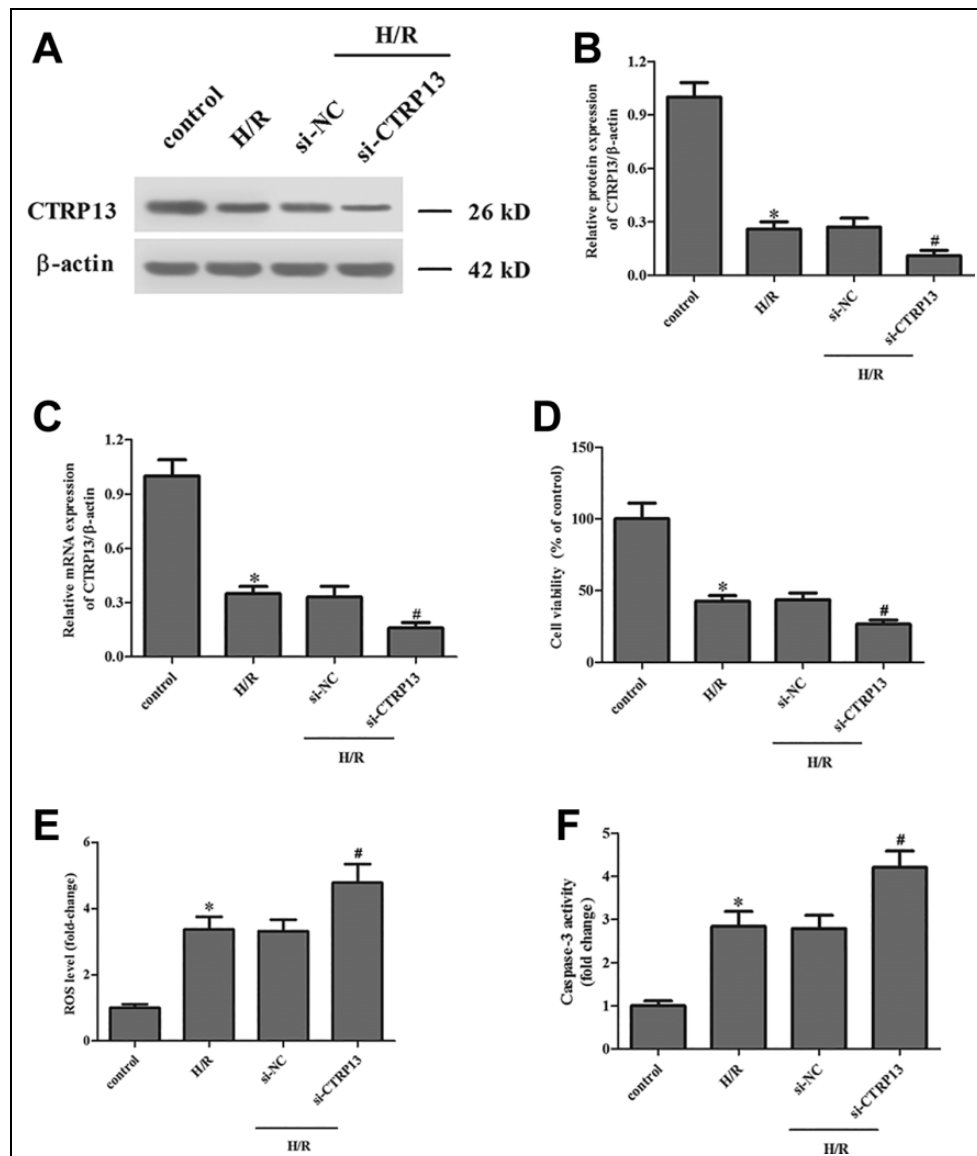 A
H/R
control
H/R
si-NC
si-CTRP13
CTRP13
26 kD
β-actin
42 kD
B
Relative protein expression
of CTRP13/β-actin
1.2
0.9
0.6
0.3
0.0
*
#
control
H/R
si-NC
si-CTRP13
H/R
C
Relative mRNA expression
of CTRP13/β-actin
1.2
0.9
0.6
0.3
0.0
*
#
control
H/R
si-NC
si-CTRP13
H/R
D
Cell viability (% of control)
150
100
50
0
*
#
control
H/R
si-NC
si-CTRP13
H/R
E
ROS level (fold-change)
6
4
2
0
*
#
control
H/R
si-NC
si-CTRP13
H/R
F
Caspase-3 activity
(fold change)
5
4
3
2
1
0
*
#
control
H/R
si-NC
si-CTRP13
H/R